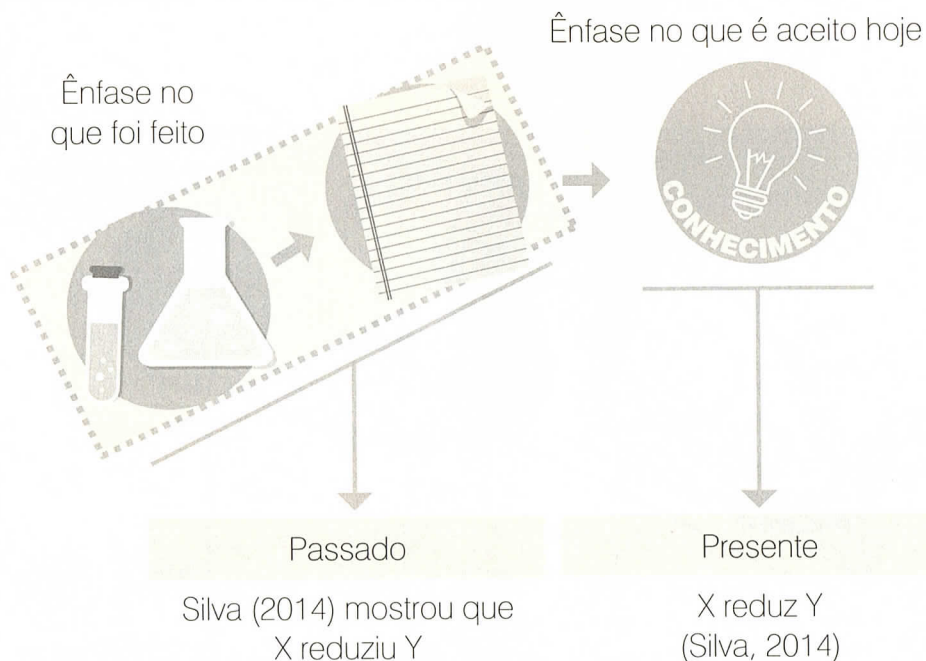 Ênfase no que é aceito hoje
Ênfase no
que foi feito
CONHECIMENTO
Passado
Presente
Silva (2014) mostrou que
X reduziu Y
X reduz Y
(Silva, 2014)